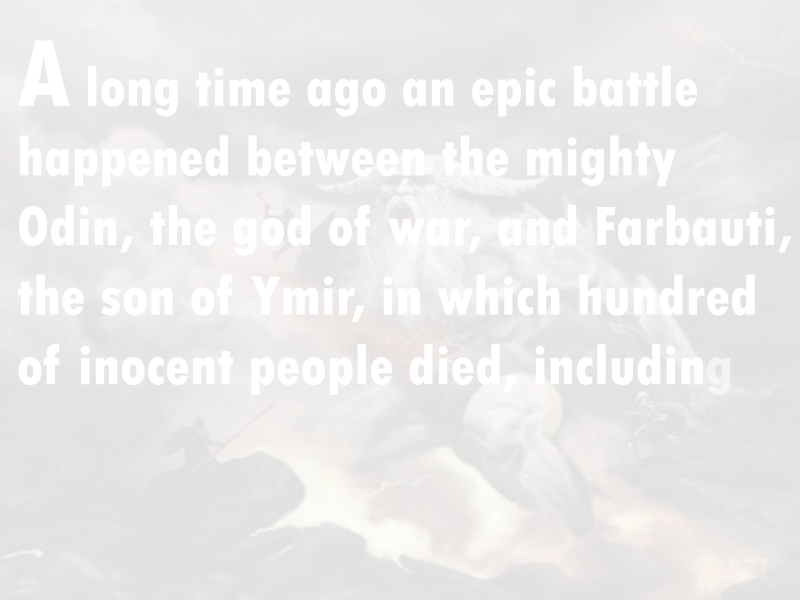 A long time ago an epic battle
happened between the mighty
Odin, the god of war, and Farbauti,
the son of Ymir, in which hundred
of inocent people died, including